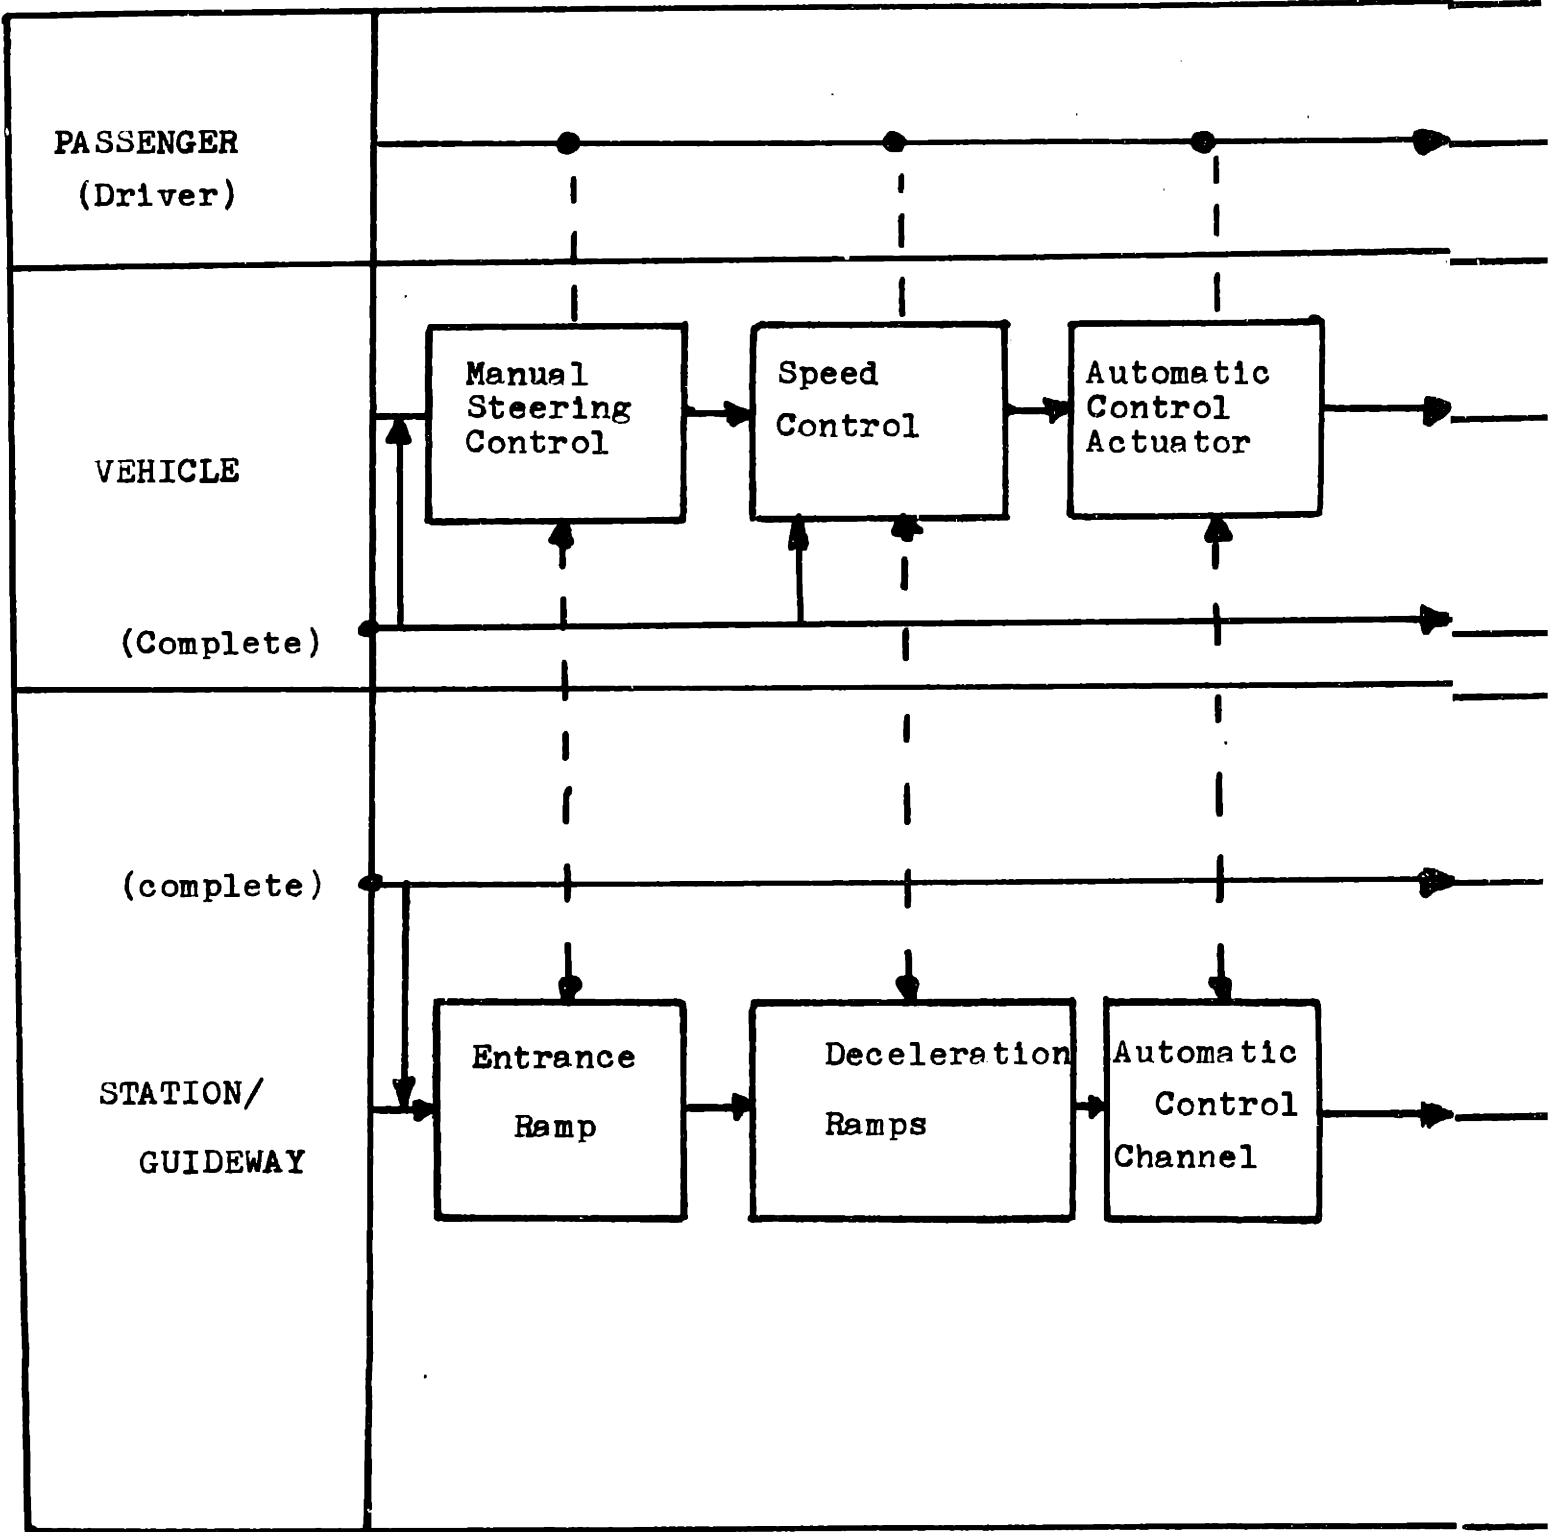 PASSENGER
(Driver)
Manual
Steering
Control
Speed
Control
Automatic
Control
Actuator
VEHICLE
(Complete)
(complete)
STATION/
GUIDEWAY
Entrance
Ramp
Deceleration
Ramps
Automatic
Control
Channel